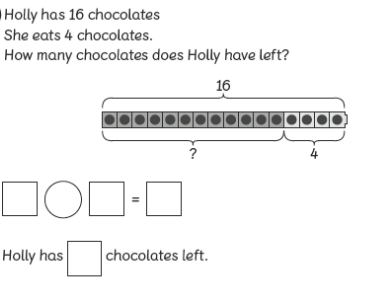 Holly has 16 chocolates
She eats 4 chocolates.
How many chocolates does Holly have left?
16
? 4
=
Holly has chocolates left.